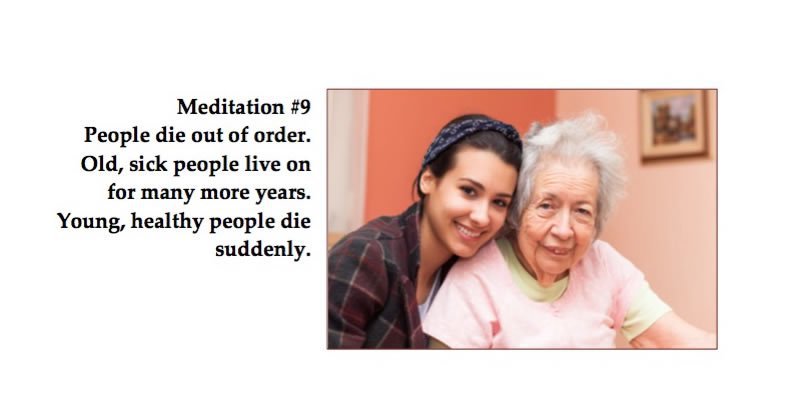 Meditation #9
People die out of order.
Old, sick people live on
for many more years.
Young, healthy people die
suddenly.